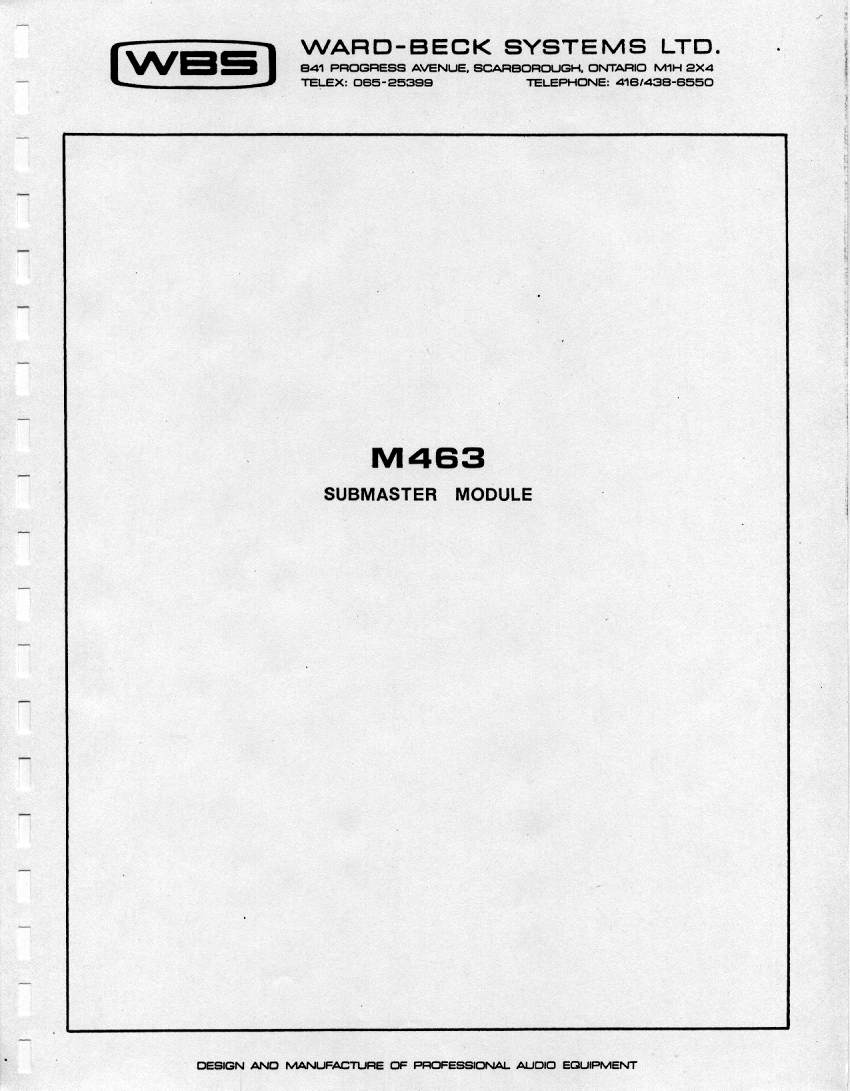 WBS
WARD-BECK SYSTEMS LTD.
841 PROGRESS AVENUE, SCARBOROUGH, ONTARIO M1H 2X4
TELEX: 065-25399 TELEPHONE: 416/438-6550
M463
SUBMASTER MODULE
DESIGN AND MANUFACTURE OF PROFESSIONAL AUDIO EQUIPMENT